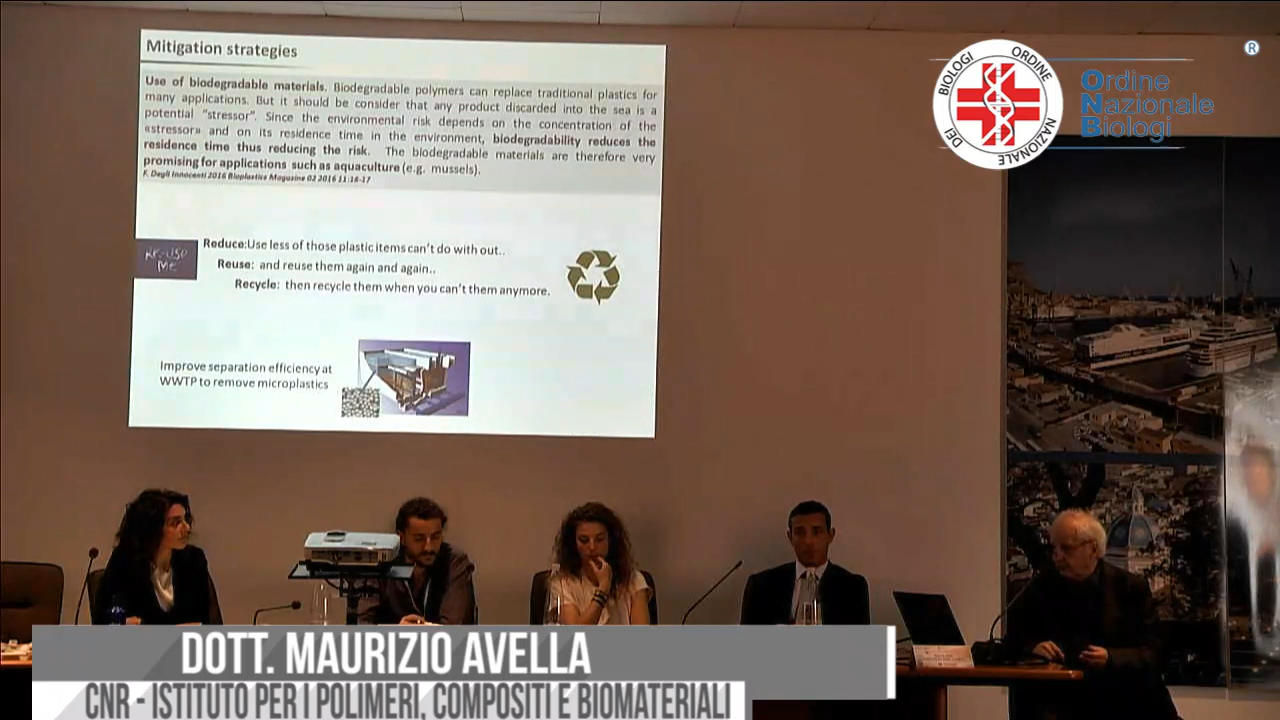 Mitigation strategies
Use of biodegradable materials. Biodegradable polymers can replace traditional plastics for
many applications. But it should be consider that any product discarded into the sea is a
potential "stressor". Since the environmental risk depends on the concentration of the
«stressor» and on its residence time in the environment, biodegradability reduces the
residence time thus reducing the risk. The biodegradable materials are therefore very
promising for applications such as aquaculture (e.g. mussels).
F. Degli Innocenti 2016 Bioplastics Magazine 02 2016 11:16-17
RE-USE
ME
Reduce:Use less of those plastic items can't do with out..
Reuse: and reuse them again and again..
Recycle: then recycle them when you can't them anymore.
Improve separation efficiency at
WWTP to remove microplastics
ORDINE NAZIONALE DEI BIOLOGI
Ordine
Nazionale
Biologi
®
DOTT. MAURIZIO AVELLA
CNR - ISTITUTO PER I POLIMERI, COMPOSITI E BIOMATERIALI